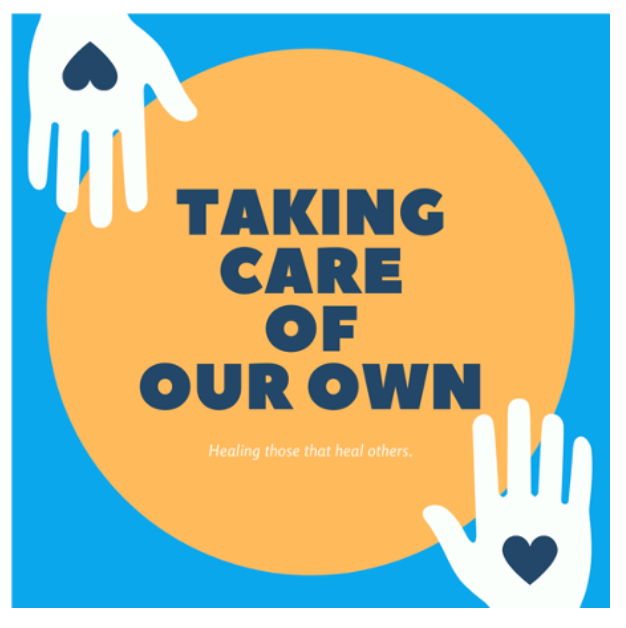 TAKING
CARE
OF
OUR OWN
Healing those that heal others.